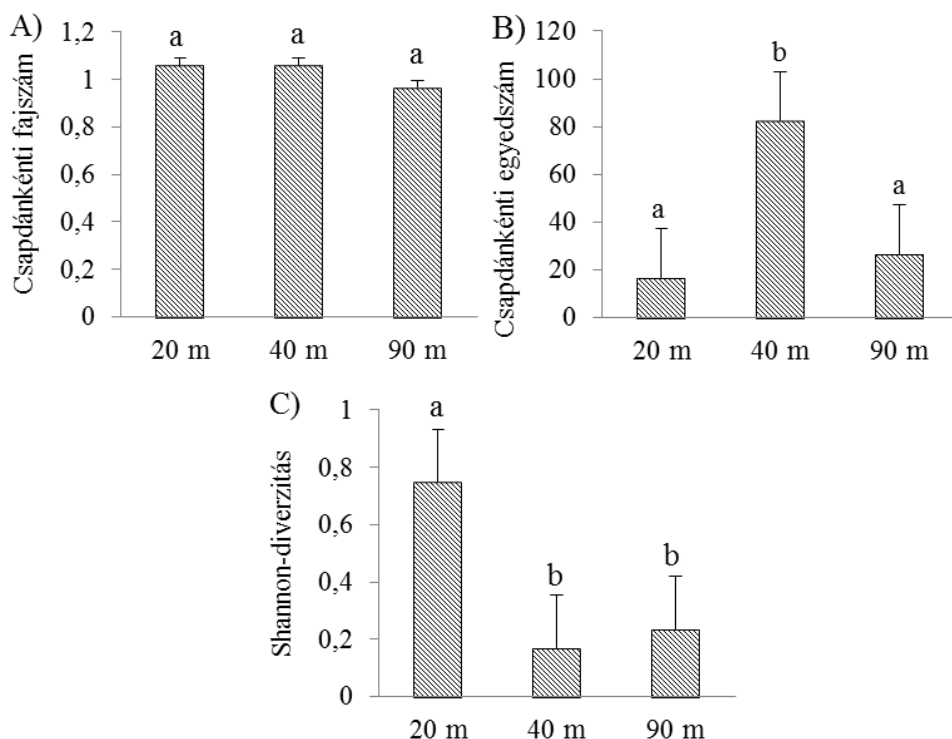 A)
Csapdánkénti fajszám
1,2
1
0,8
0,6
0,4
0,2
0
a
a
a
20 m
40 m
90 m
B)
Csapdánkénti egyedszám
120
100
80
60
40
20
0
a
b
a
20 m
40 m
90 m
C)
Shannon-diverzitás
1
0,8
0,6
0,4
0,2
0
a
b
b
20 m
40 m
90 m